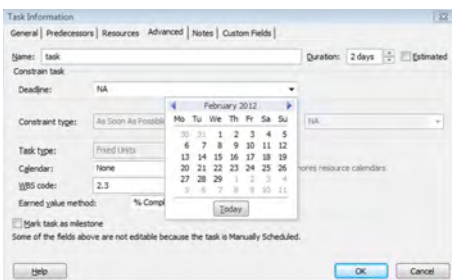 Task Information
General | Predecessors | Resources | Advanced | Notes | Custom Fields
Name: task Duration: 2 days Estimated
Constrain task
Deadline: NA
February 2012
Mo Tu We Th Fr Sa Su
30 31 1 2 3 4 5
Constraint type: As Soon As Possible NA
6 7 8 9 10 11 12
13 14 15 16 17 18 19
Task type: Fixed Units
20 21 22 23 24 25 26
Calendar: None nores resource calendars
27 28 29 1 2 3 4
WBS code: 2.3
5 6 7 8 9 10 11
Earned value method: % Compl
Today
Mark task as milestone
Some of the fields above are not editable because the task is Manually Scheduled.
Help OK Cancel